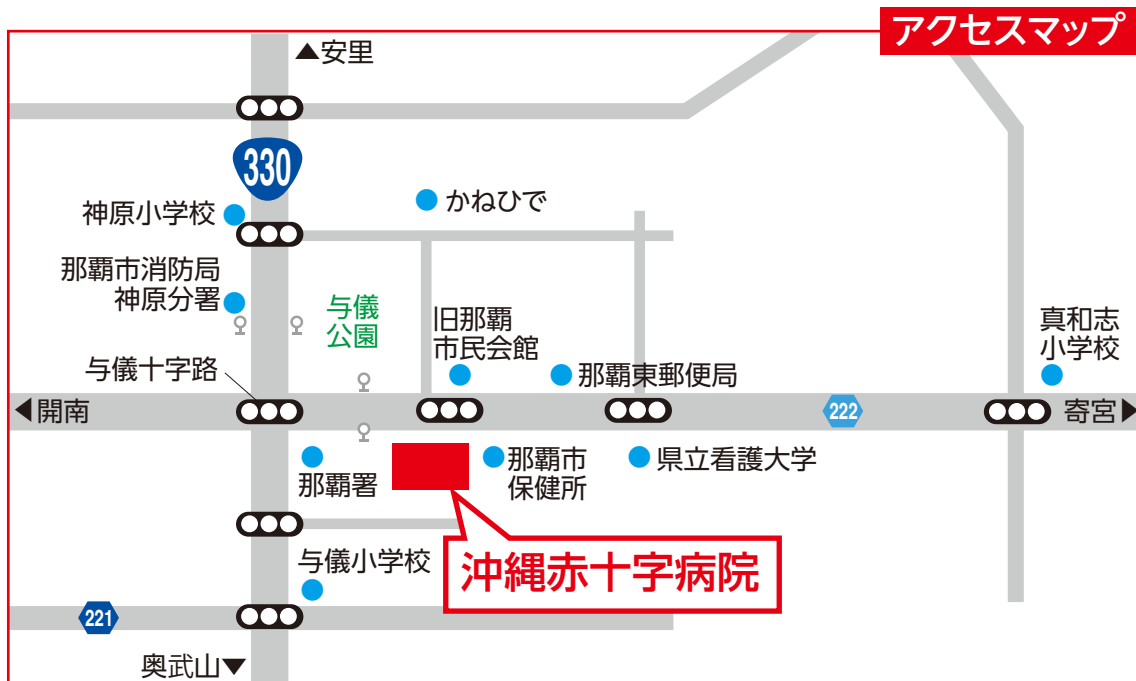 アクセスマップ
▲安里
330
神原小学校
かねひで
那覇市消防局
神原分署
与儀
公園
旧那覇
市民会館
真和志
小学校
与儀十字路
那覇東郵便局
◀開南
222
寄宮▶
那覇署
那覇市
保健所
県立看護大学
与儀小学校
沖縄赤十字病院
221
奥武山▼